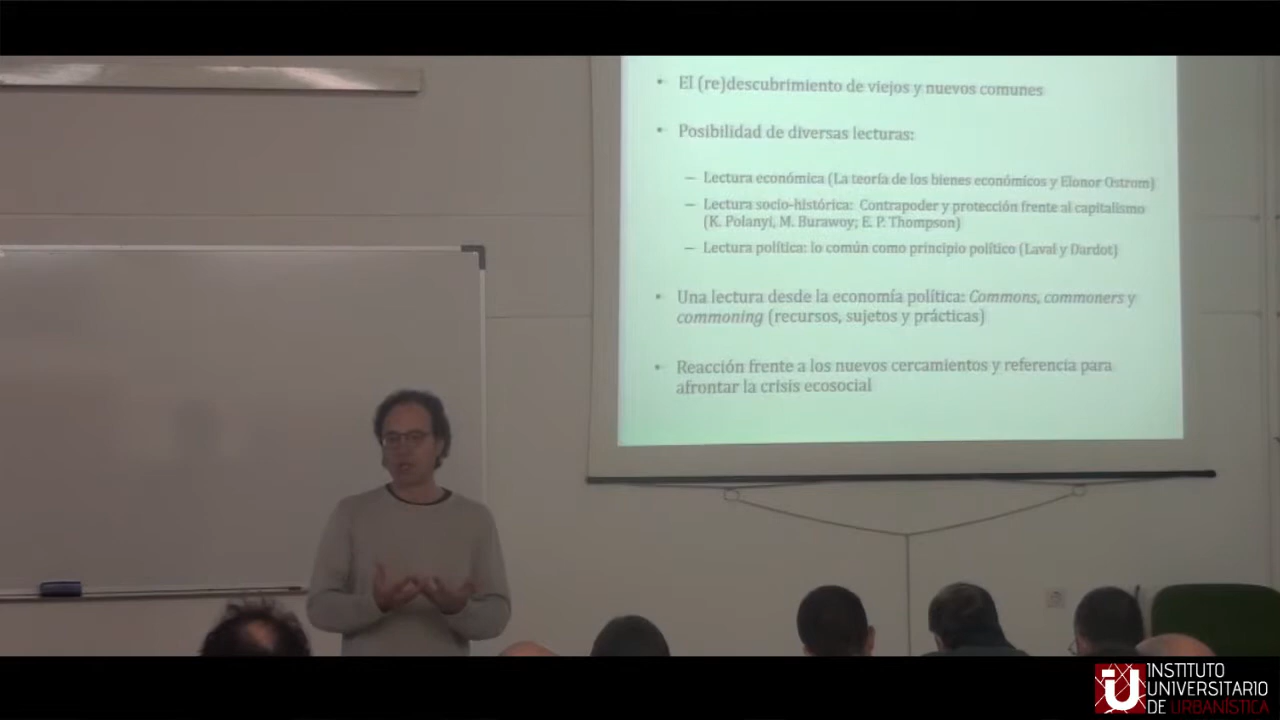 El (re)descubrimiento de viejos y nuevos comunes
Posibilidad de diversas lecturas:
Lectura económica (La teoría de los bienes económicos y Elonor Ostrom)
Lectura socio-histórica: Contrapoder y protección frente al capitalismo
(K. Polanyi, M. Burawoy; E. P. Thompson)
Lectura política: lo común como principio político (Laval y Dardot)
Una lectura desde la economía política: Commons, commoners y
commoning (recursos, sujetos y prácticas)
Reacción frente a los nuevos cercamientos y referencia para
afrontar la crisis ecosocial
INSTITUTO
UNIVERSITARIO
DE URBANÍSTICA